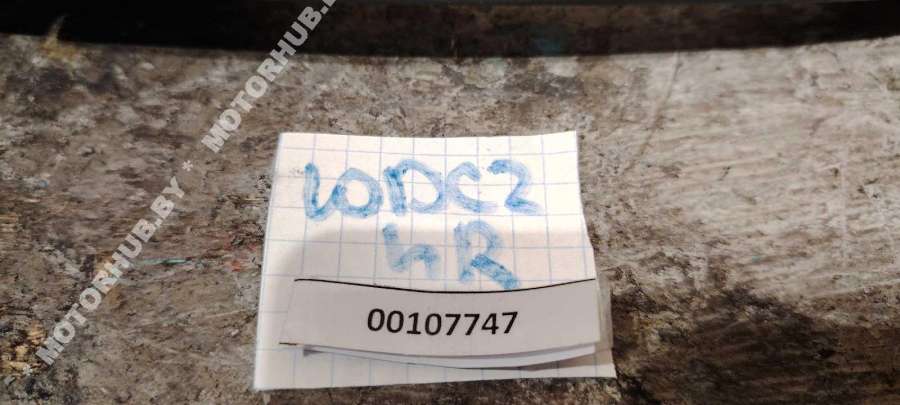 MOTORHUB.BY * MOTORHUB.BY
10DC2
4R
00107747